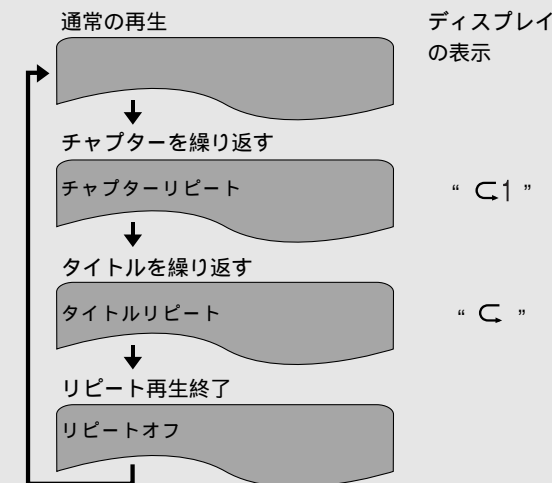 通常の再生
ディスプレイ
の表示
チャプターを繰り返す
チャプターリピート
“ ⮎1 ”
タイトルを繰り返す
タイトルリピート
“ ⮎ ”
リピート再生終了
リピートオフ